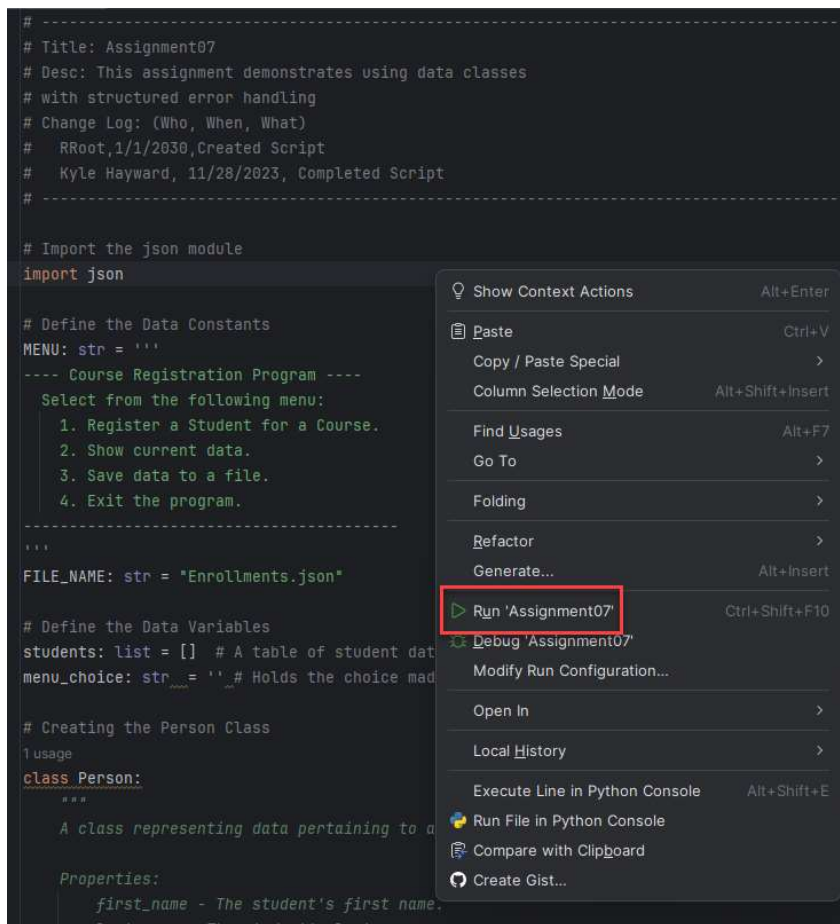 # ----------------------------------------------------------------------------------------
# Title: Assignment07
# Desc: This assignment demonstrates using data classes
# with structured error handling
# Change Log: (Who, When, What)
#   RRoot,1/1/2030,Created Script
#   Kyle Hayward, 11/28/2023, Completed Script
# ----------------------------------------------------------------------------------------
# Import the json module
import json
# Define the Data Constants
MENU: str = '''
---- Course Registration Program ----
  Select from the following menu:
    1. Register a Student for a Course.
    2. Show current data.
    3. Save data to a file.
    4. Exit the program.
-----------------------------------------
'''
FILE_NAME: str = "Enrollments.json"
# Define the Data Variables
students: list = []  # A table of student dat
menu_choice: str  = '' # Holds the choice mad
# Creating the Person Class
1 usage
class Person:
    """
    A class representing data pertaining to a
    Properties:
        first_name - The student's first name.
Show Context Actions Alt+Enter
Paste Ctrl+V
Copy / Paste Special
Column Selection Mode Alt+Shift+Insert
Find Usages Alt+F7
Go To
Folding
Refactor
Generate... Alt+Insert
Run 'Assignment07' Ctrl+Shift+F10
Debug 'Assignment07'
Modify Run Configuration...
Open In
Local History
Execute Line in Python Console Alt+Shift+E
Run File in Python Console
Compare with Clipboard
Create Gist...